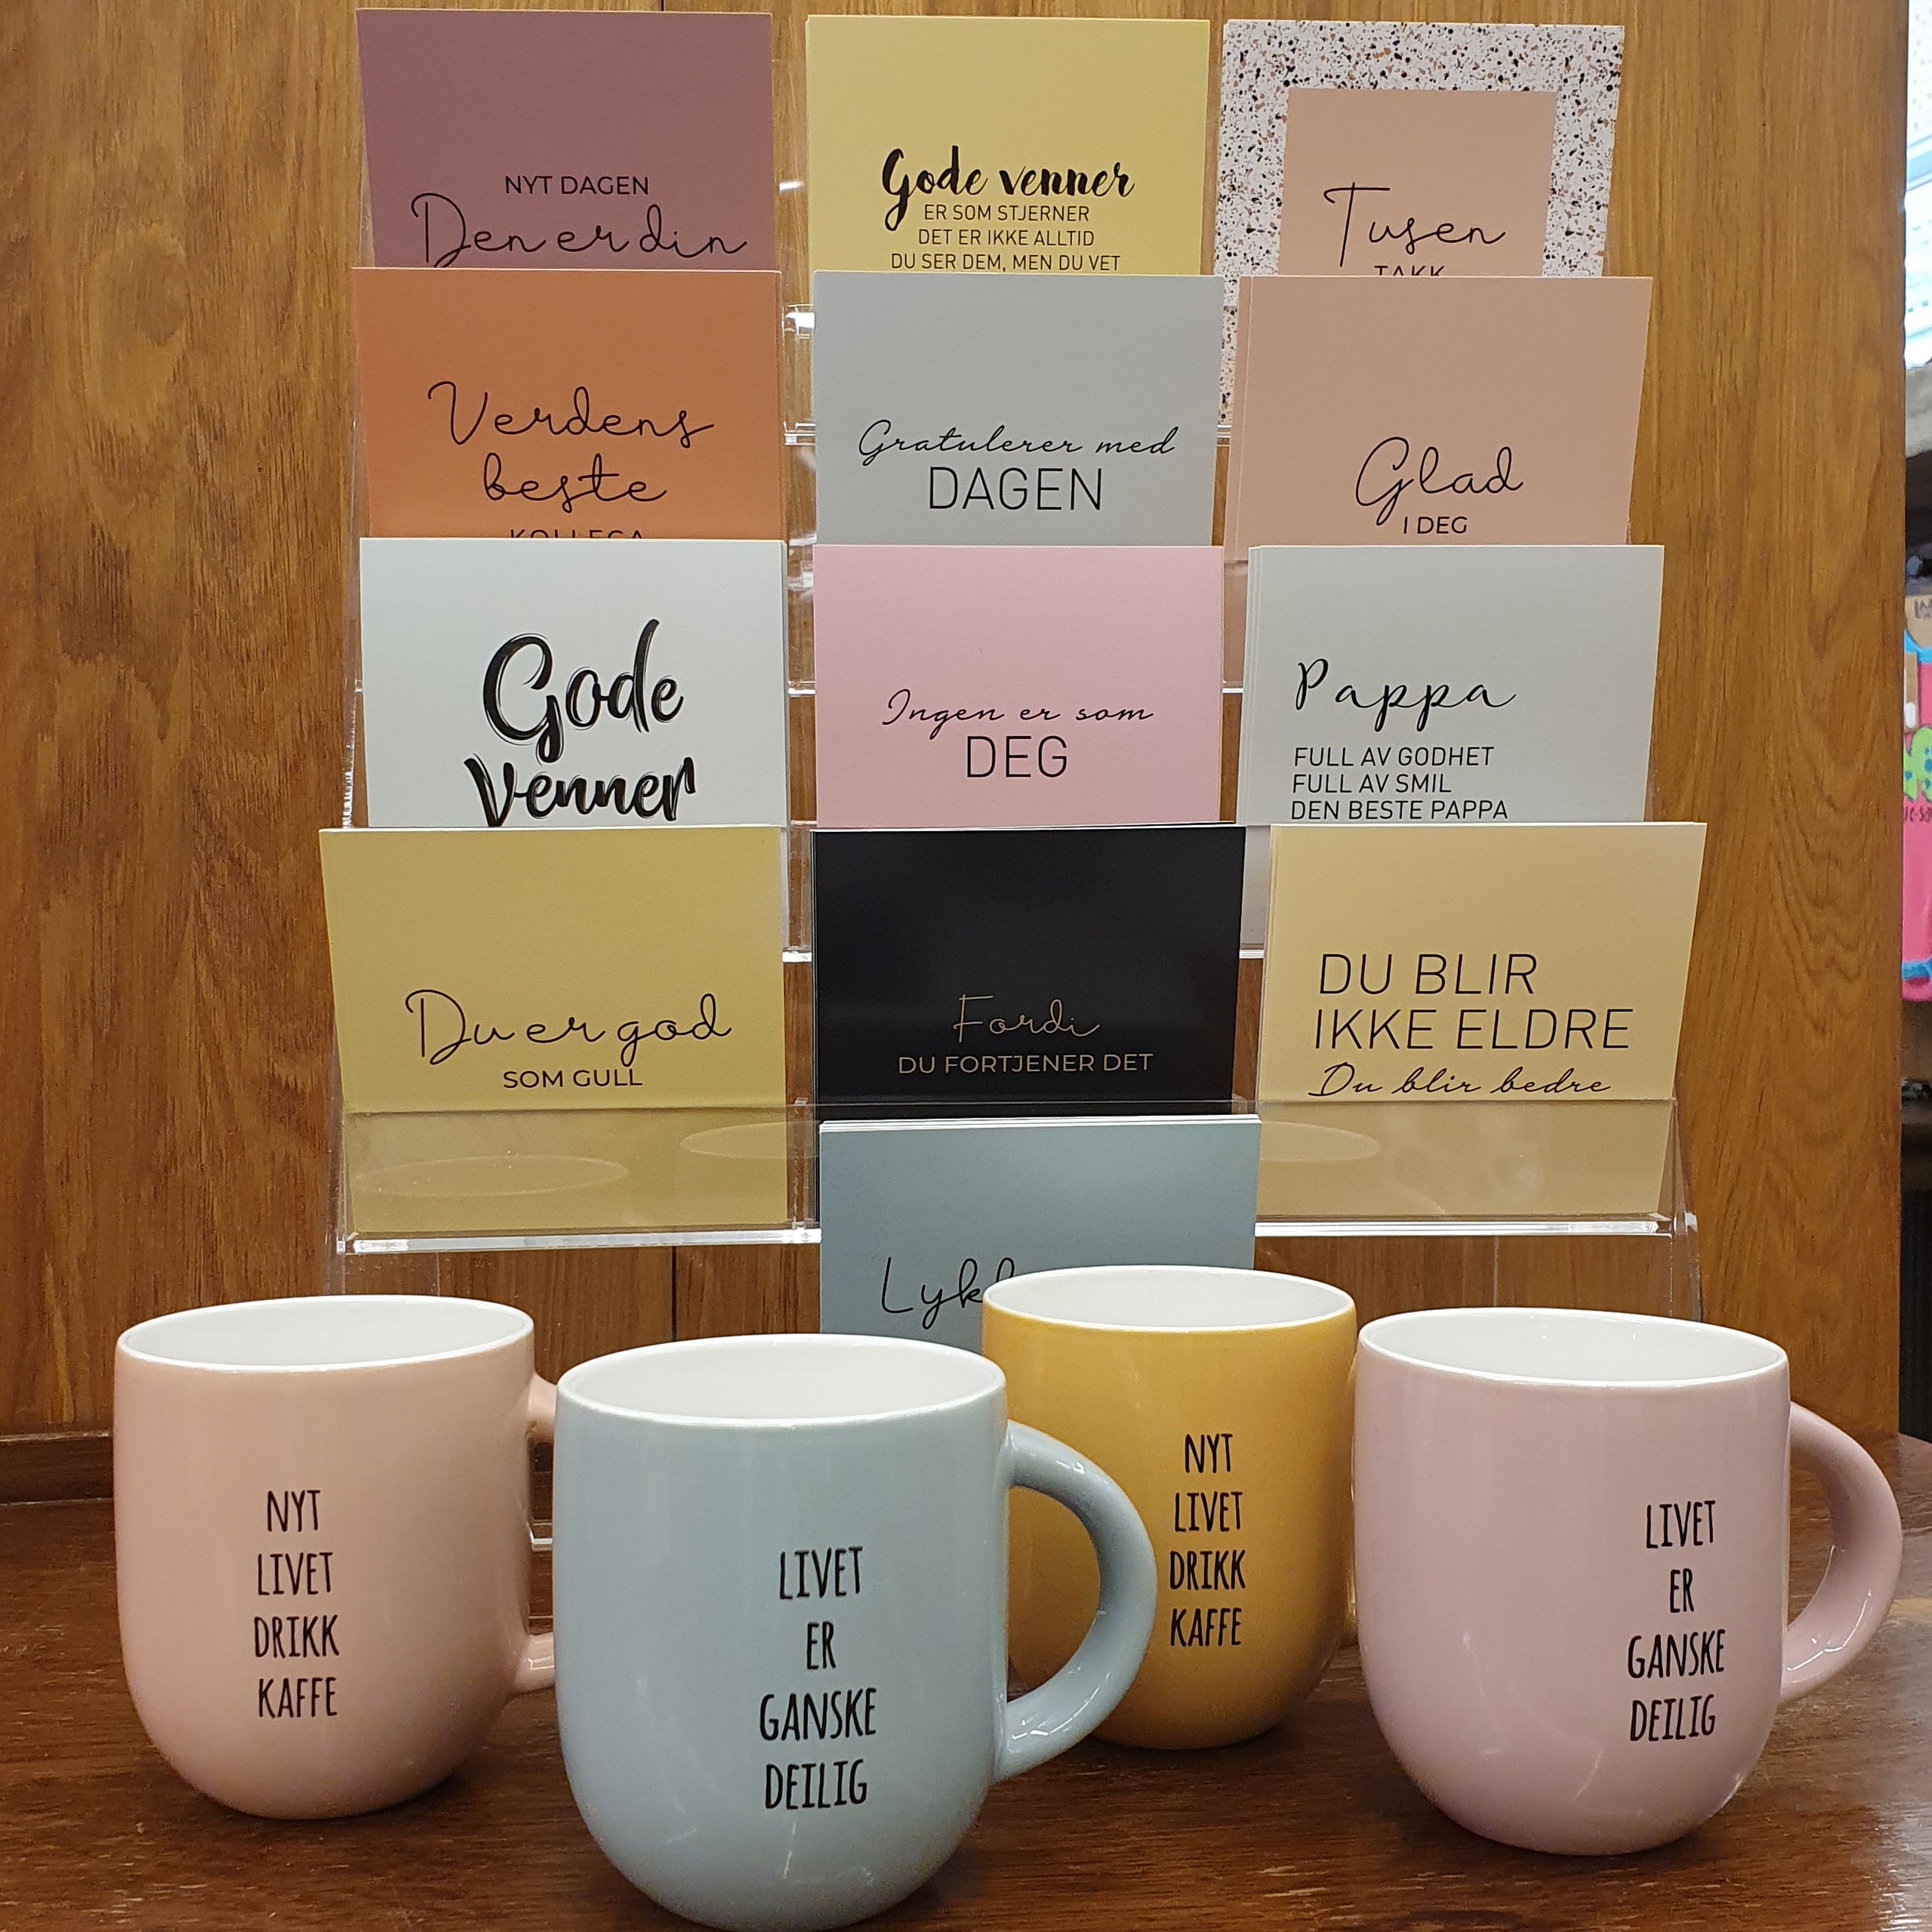 NYT DAGEN
Den er din
Gode venner
ER SOM STJERNER
DET ER IKKE ALLTID
DU SER DEM, MEN DU VET
Tusen
TAKK
Verdens
beste
KOLLEGA
Gratulerer med
DAGEN
Glad
I DEG
Gode
venner
Ingen er som
DEG
Pappa
FULL AV GODHET
FULL AV SMIL
DEN BESTE PAPPA
Du er god
SOM GULL
Fordi
DU FORTJENER DET
DU BLIR
IKKE ELDRE
Du blir bedre
NYT
LIVET
DRIKK
KAFFE
LIVET
ER
GANSKE
DEILIG
NYT
LIVET
DRIKK
KAFFE
LIVET
ER
GANSKE
DEILIG